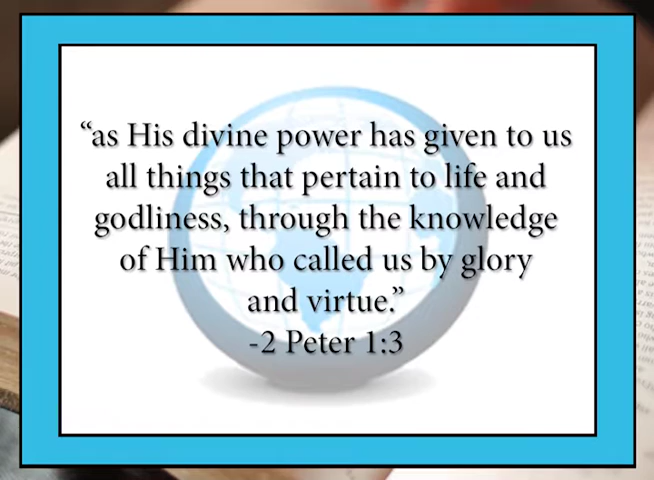 “as His divine power has given to us
all things that pertain to life and
godliness, through the knowledge
of Him who called us by glory
and virtue.”
-2 Peter 1:3